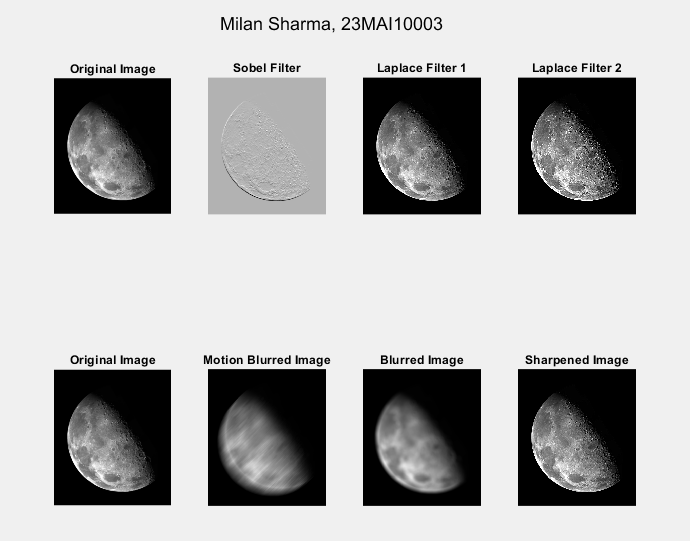 Milan Sharma, 23MAI10003
Original Image
Sobel Filter
Laplace Filter 1
Laplace Filter 2
Original Image
Motion Blurred Image
Blurred Image
Sharpened Image